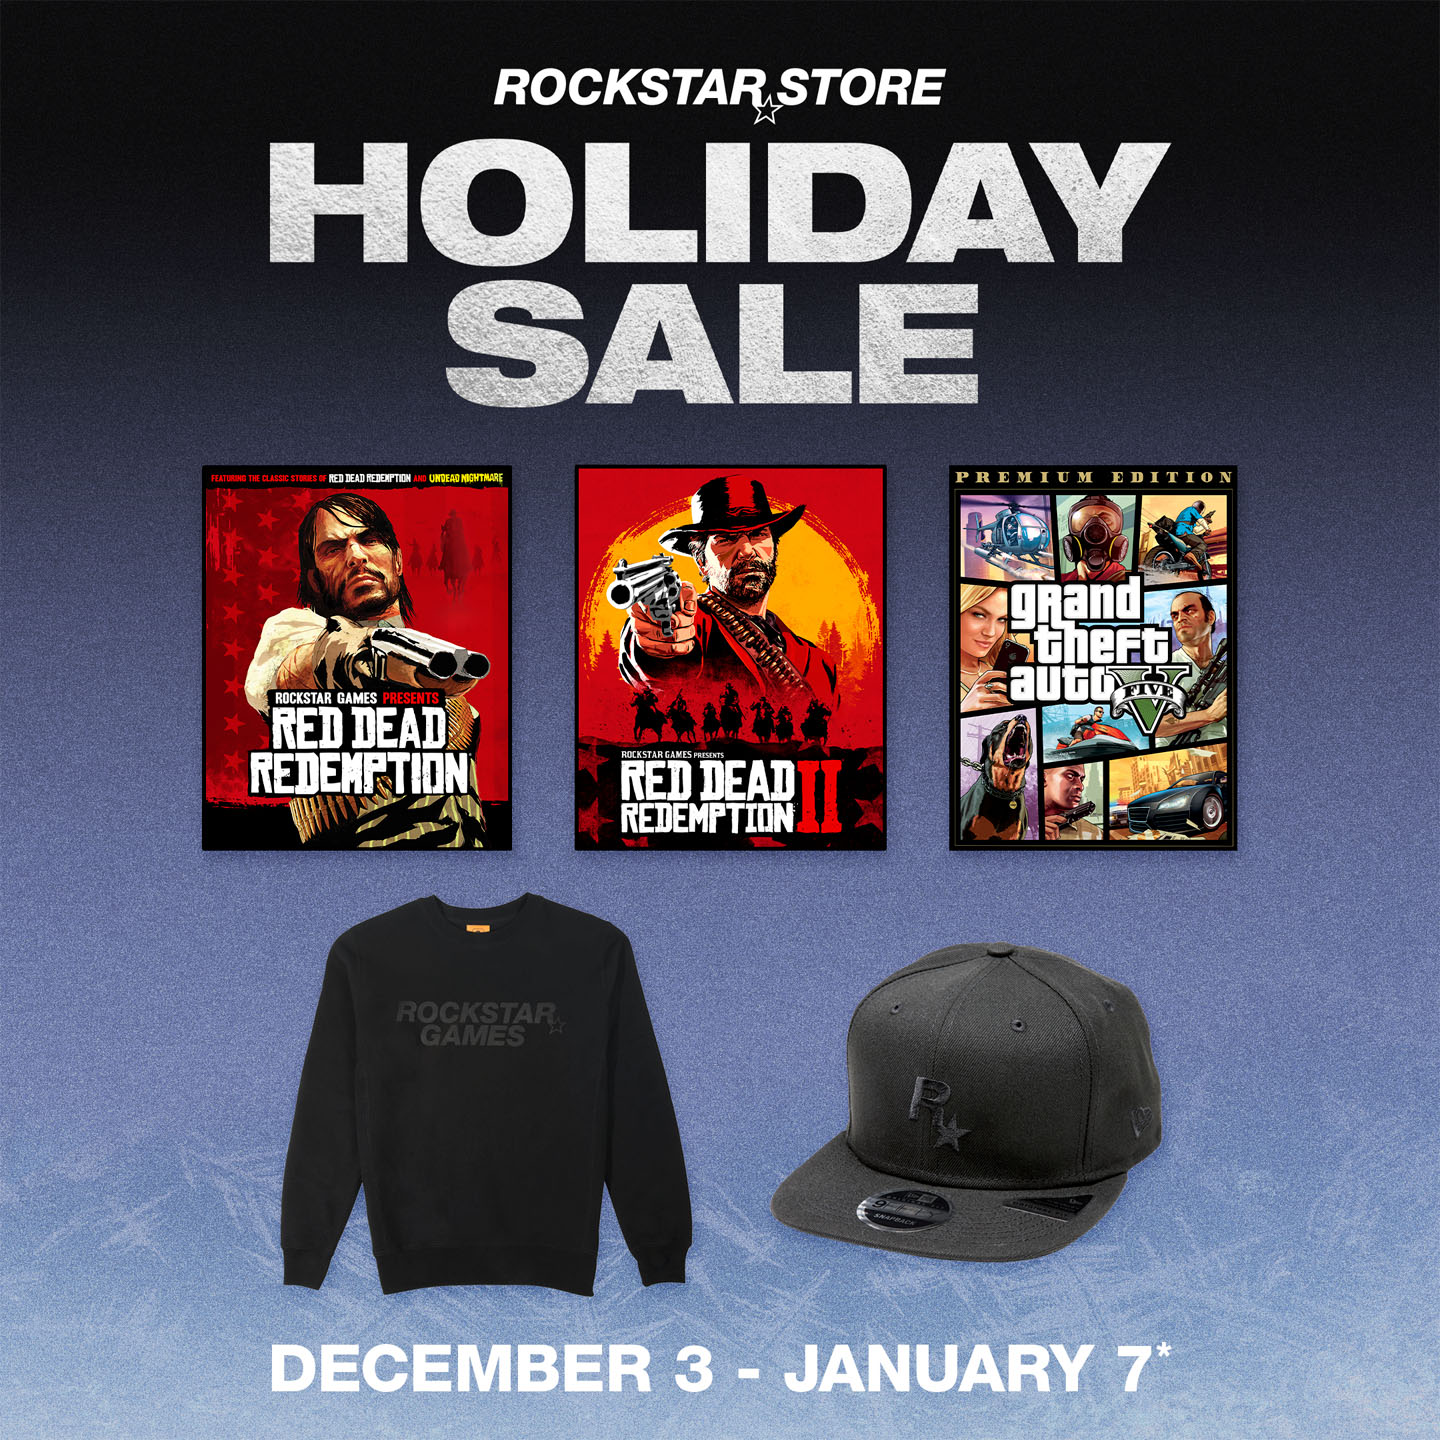 ROCKSTAR STORE
HOLIDAY
SALE
FEATURING THE CLASSIC STORIES OF RED DEAD REDEMPTION AND UNDEAD NIGHTMARE
ROCKSTAR GAMES PRESENTS
RED DEAD
REDEMPTION
ROCKSTAR GAMES PRESENTS
RED DEAD
REDEMPTION II
PREMIUM EDITION
grand
theft
auto V
FIVE
ROCKSTAR
GAMES
R
SNAPBACK
DECEMBER 3 - JANUARY 7*